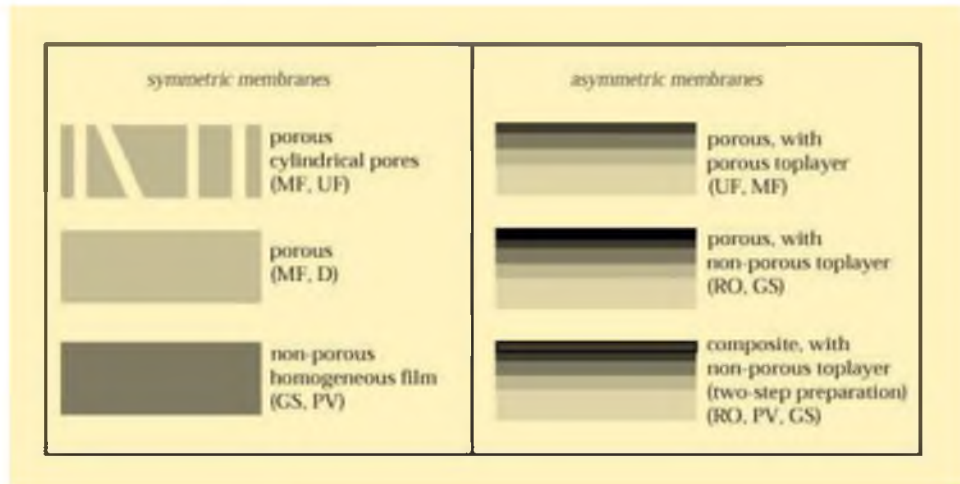 symmetric membranes
porous
cylindrical pores
(MF, UF)
porous
(MF, D)
non-porous
homogeneous film
(GS, PV)
asymmetric membranes
porous, with
porous toplayer
(UF, MF)
porous, with
non-porous toplayer
(RO, GS)
composite, with
non-porous toplayer
(two-step preparation)
(RO, PV, GS)